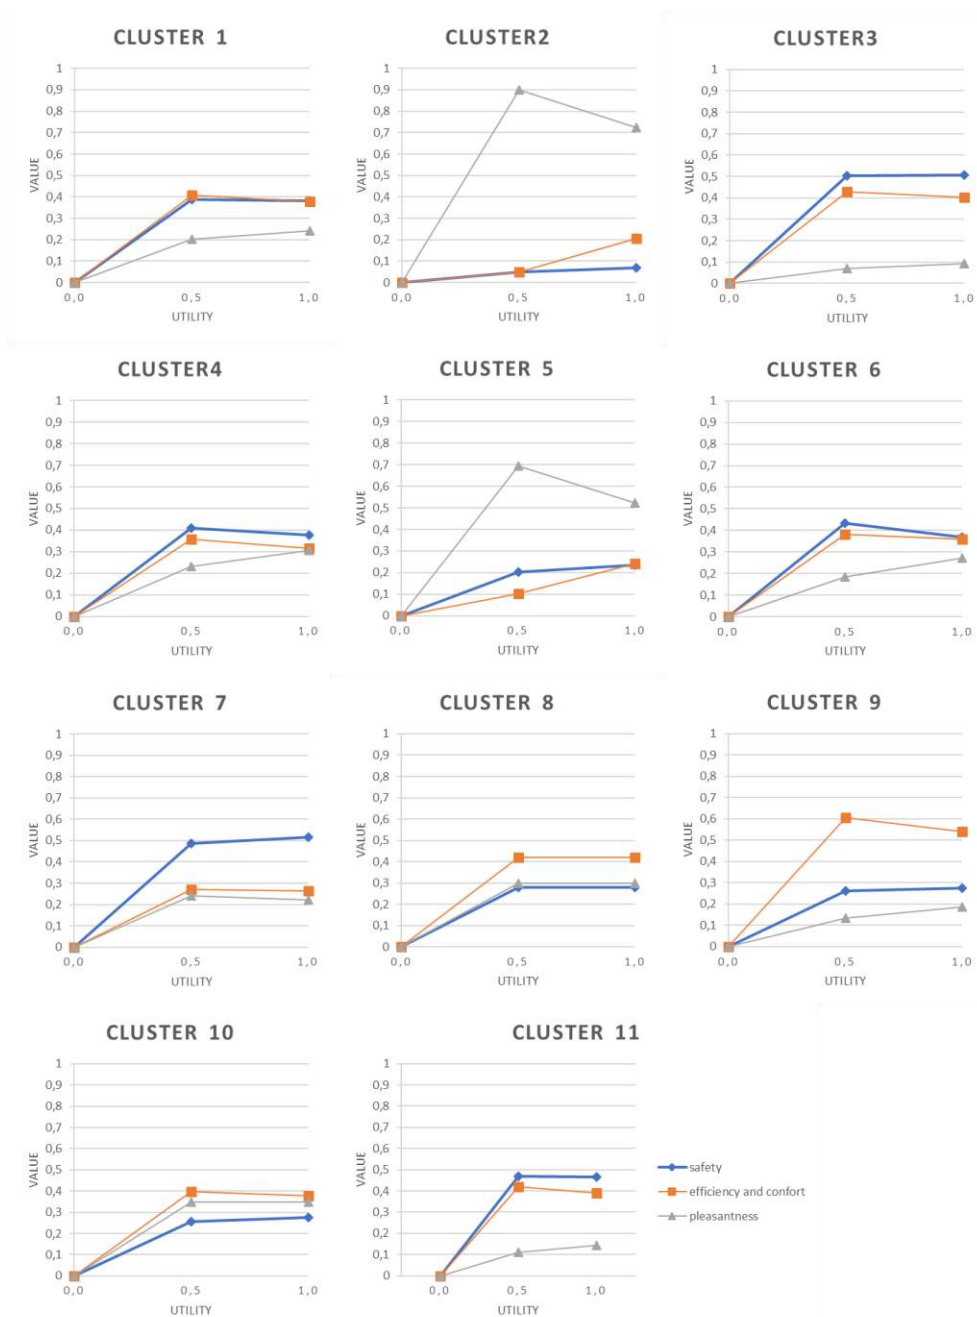 CLUSTER 1
1
0,9
0,8
0,7
0,6
0,5
0,4
0,3
0,2
0,1
0
VALUE
0,0 0,5 1,0
UTILITY
CLUSTER2
1
0,9
0,8
0,7
0,6
0,5
0,4
0,3
0,2
0,1
0
VALUE
0,0 0,5 1,0
UTILITY
CLUSTER3
1
0,9
0,8
0,7
0,6
0,5
0,4
0,3
0,2
0,1
0
VALUE
0,0 0,5 1,0
UTILITY
CLUSTER4
1
0,9
0,8
0,7
0,6
0,5
0,4
0,3
0,2
0,1
0
VALUE
0,0 0,5 1,0
UTILITY
CLUSTER 5
1
0,9
0,8
0,7
0,6
0,5
0,4
0,3
0,2
0,1
0
VALUE
0,0 0,5 1,0
UTILITY
CLUSTER 6
1
0,9
0,8
0,7
0,6
0,5
0,4
0,3
0,2
0,1
0
VALUE
0,0 0,5 1,0
UTILITY
CLUSTER 7
1
0,9
0,8
0,7
0,6
0,5
0,4
0,3
0,2
0,1
0
VALUE
0,0 0,5 1,0
UTILITY
CLUSTER 8
1
0,9
0,8
0,7
0,6
0,5
0,4
0,3
0,2
0,1
0
VALUE
0,0 0,5 1,0
UTILITY
CLUSTER 9
1
0,9
0,8
0,7
0,6
0,5
0,4
0,3
0,2
0,1
0
VALUE
0,0 0,5 1,0
UTILITY
CLUSTER 10
1
0,9
0,8
0,7
0,6
0,5
0,4
0,3
0,2
0,1
0
VALUE
0,0 0,5 1,0
UTILITY
CLUSTER 11
1
0,9
0,8
0,7
0,6
0,5
0,4
0,3
0,2
0,1
0
VALUE
0,0 0,5 1,0
UTILITY
safety
efficiency and confort
pleasantness